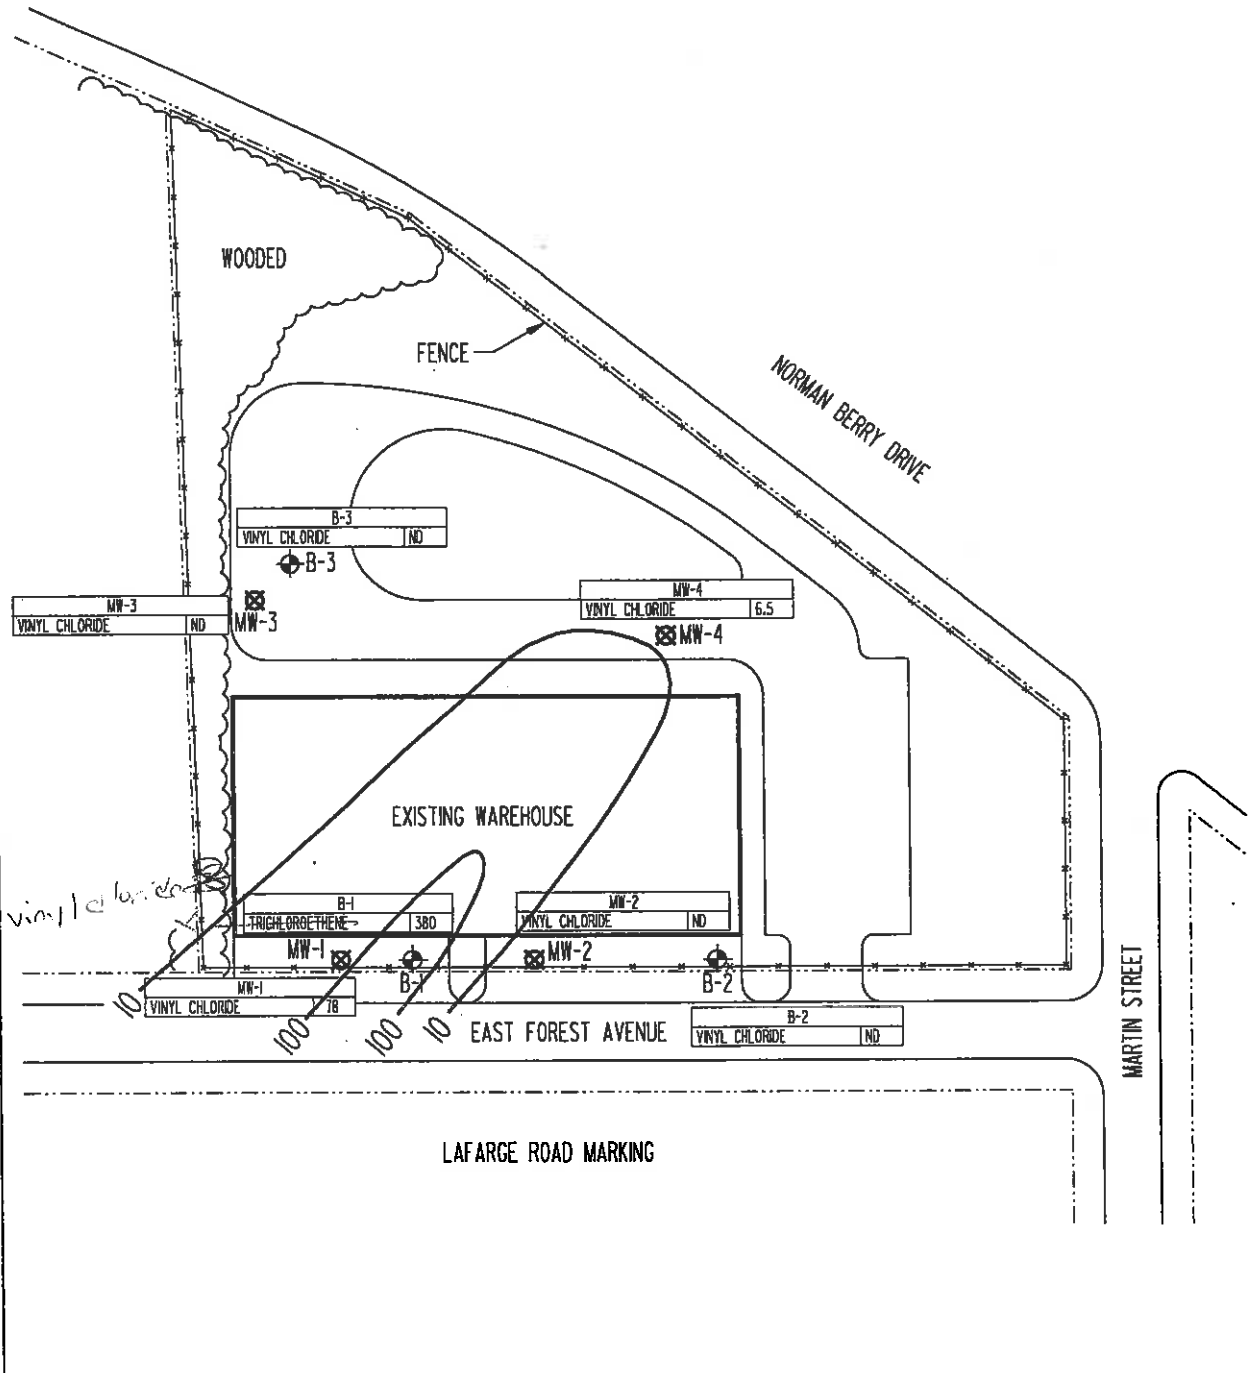 WOODED
FENCE
NORMAN BERRY DRIVE
B-3
VINYL CHLORIDE ND
B-3
MW-3
VINYL CHLORIDE ND
MW-3
MW-4
VINYL CHLORIDE 6.5
MW-4
EXISTING WAREHOUSE
vinyl chloride
B-1
TRICHLOROETHENE 380
MW-2
VINYL CHLORIDE ND
MW-1
B-1
MW-2
B-2
MW-1
VINYL CHLORIDE 78
10
100
100
10
EAST FOREST AVENUE
B-2
VINYL CHLORIDE ND
MARTIN STREET
LAFARGE ROAD MARKING